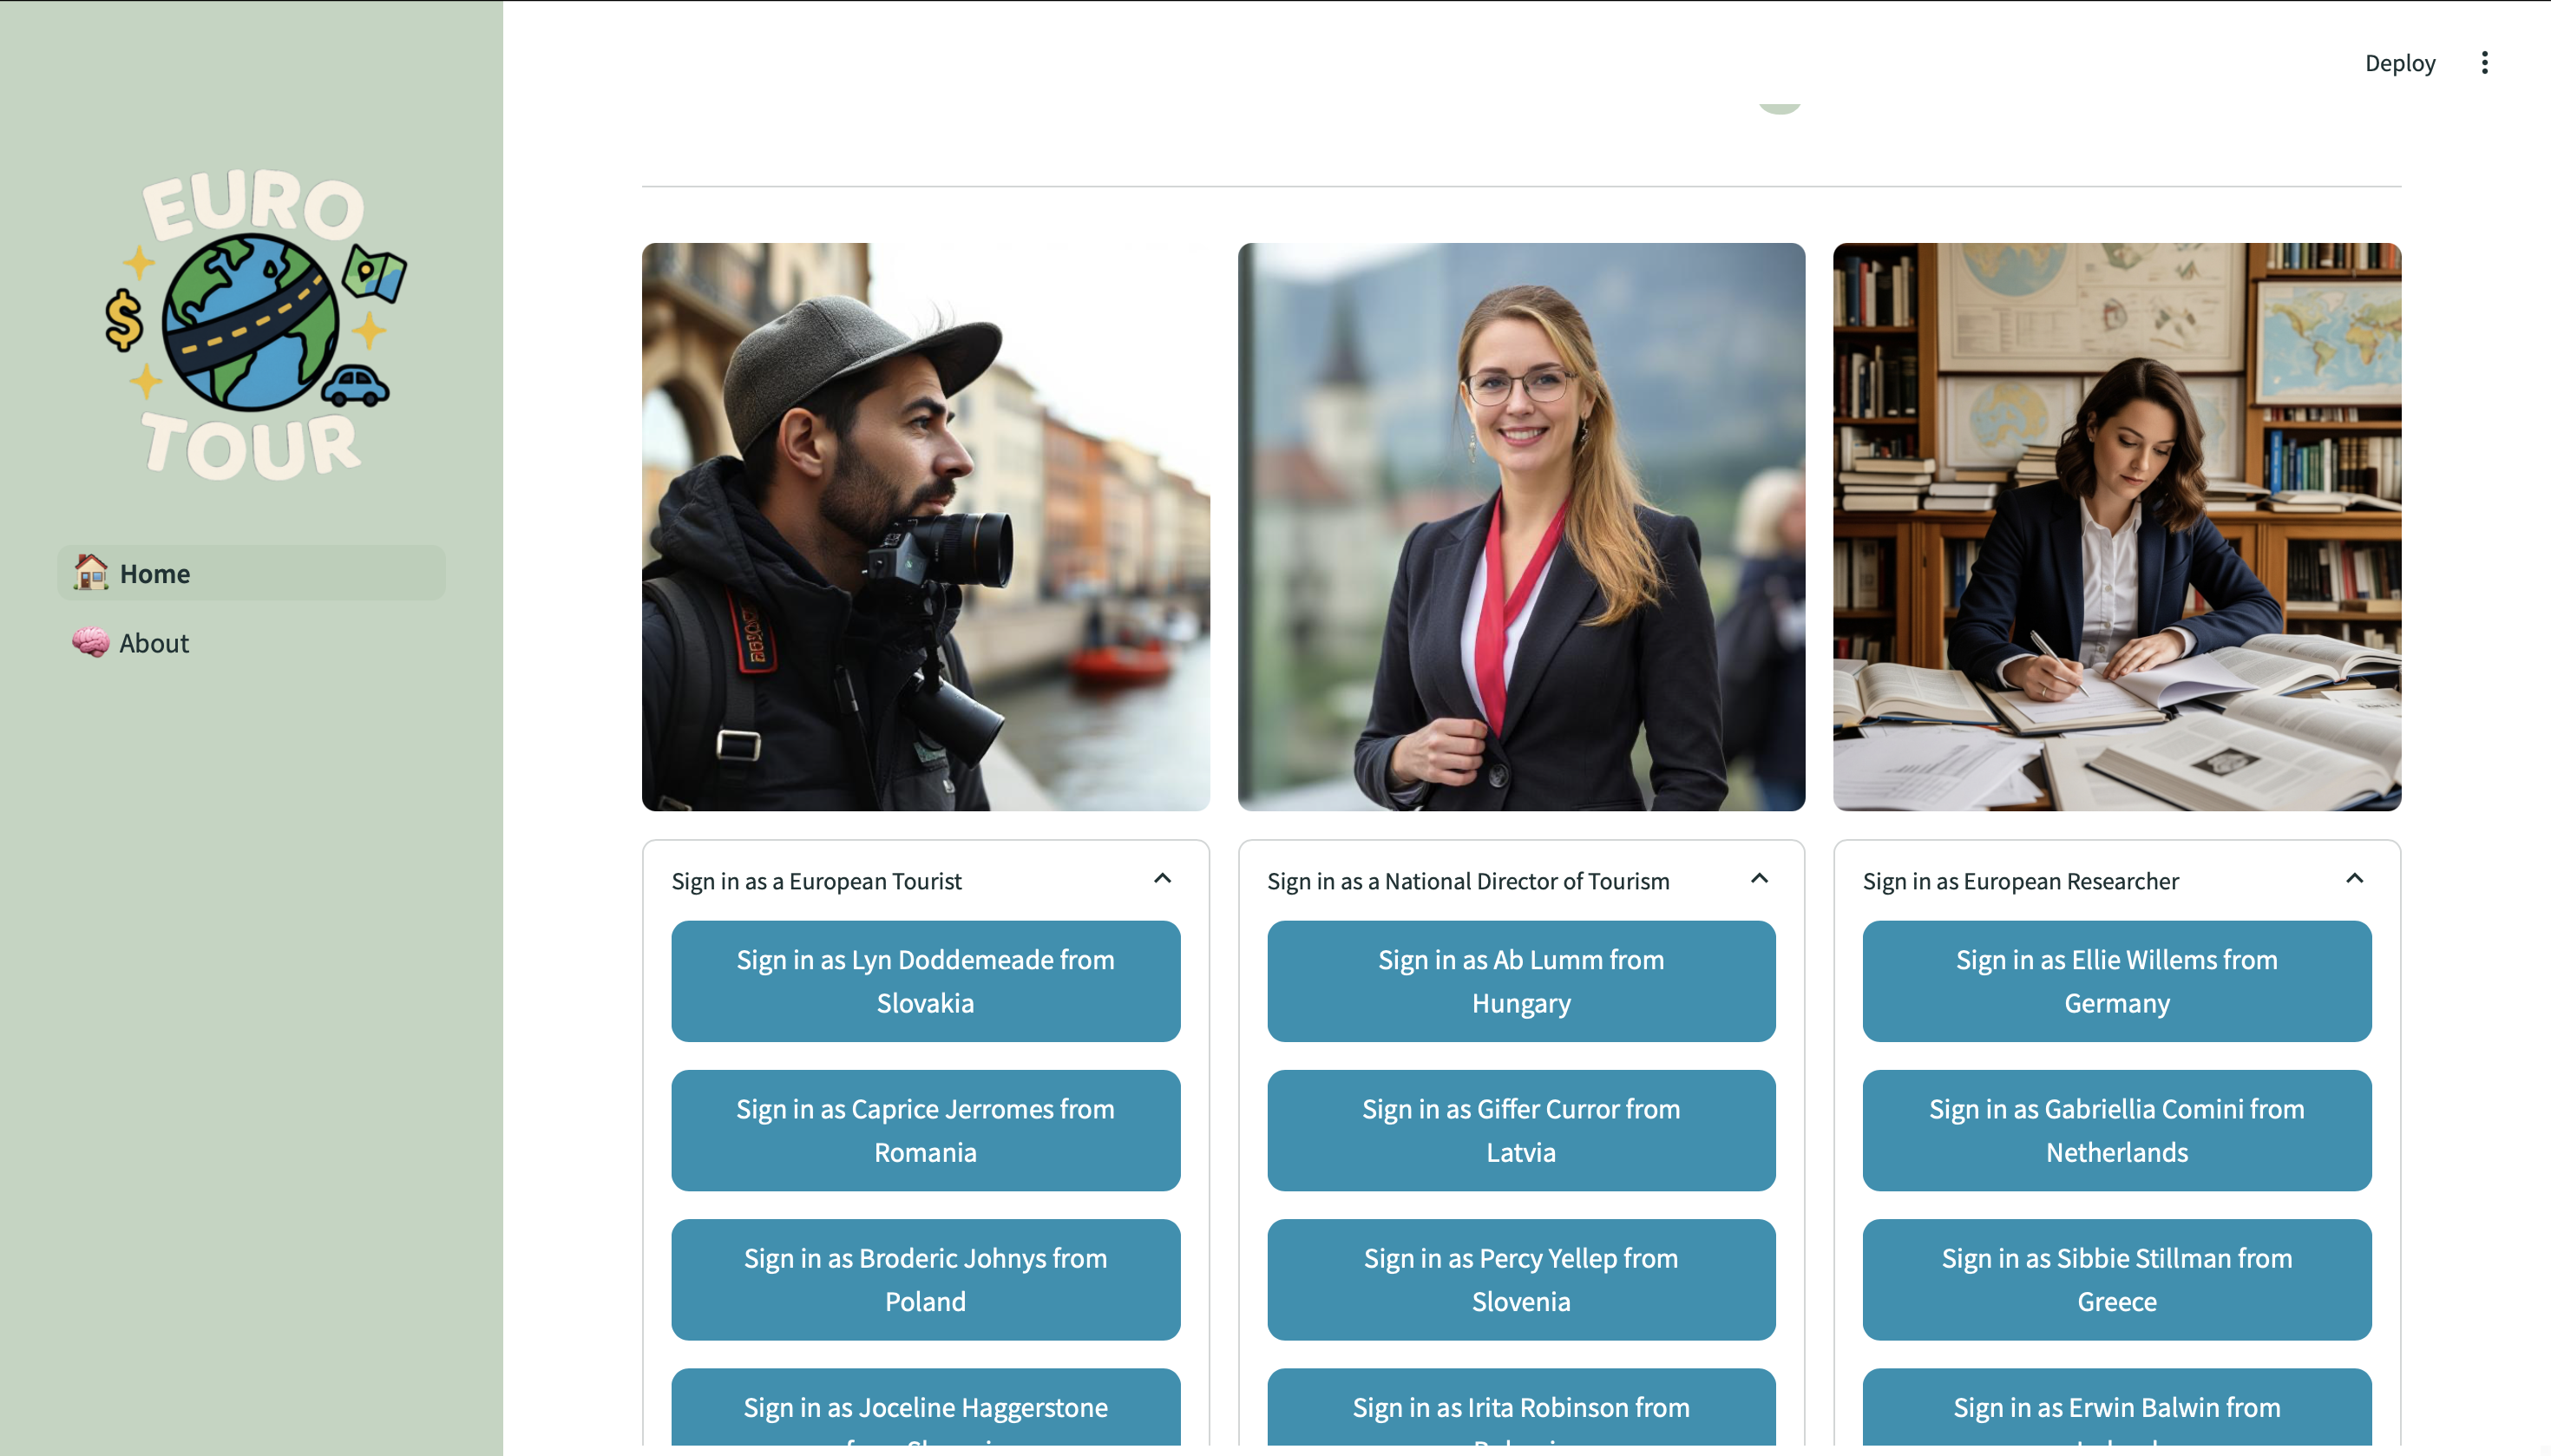 Deploy
EURO
TOUR
Home
About
Sign in as a European Tourist
Sign in as Lyn Doddemeade from
Slovakia
Sign in as Caprice Jerromes from
Romania
Sign in as Broderic Johnys from
Poland
Sign in as Joceline Haggerstone
Sign in as a National Director of Tourism
Sign in as Ab Lumm from
Hungary
Sign in as Giffer Curror from
Latvia
Sign in as Percy Yellep from
Slovenia
Sign in as Irita Robinson from
Sign in as European Researcher
Sign in as Ellie Willems from
Germany
Sign in as Gabriellia Comini from
Netherlands
Sign in as Sibbie Stillman from
Greece
Sign in as Erwin Balwin from